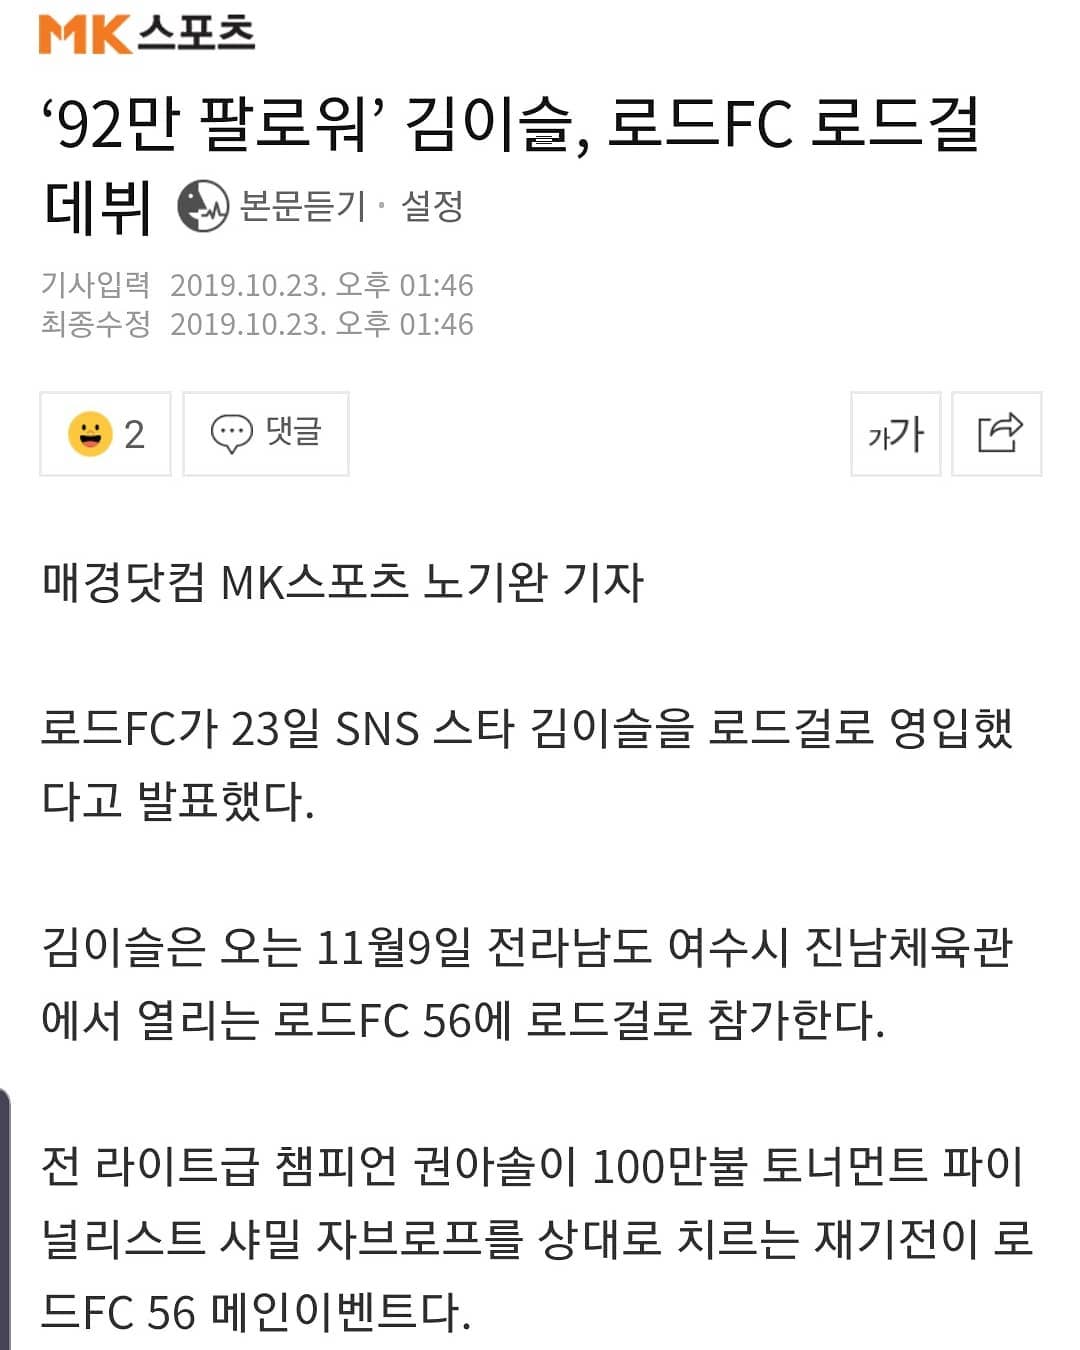 MK스포츠
‘92만 팔로워’ 김이슬, 로드FC 로드걸
데뷔 본문듣기 · 설정
기사입력 2019.10.23. 오후 01:46
최종수정 2019.10.23. 오후 01:46
2 댓글 가가
매경닷컴 MK스포츠 노기완 기자
로드FC가 23일 SNS 스타 김이슬을 로드걸로 영입했
다고 발표했다.
김이슬은 오는 11월9일 전라남도 여수시 진남체육관
에서 열리는 로드FC 56에 로드걸로 참가한다.
전 라이트급 챔피언 권아솔이 100만불 토너먼트 파이
널리스트 샤밀 자브로프를 상대로 치르는 재기전이 로
드FC 56 메인이벤트다.